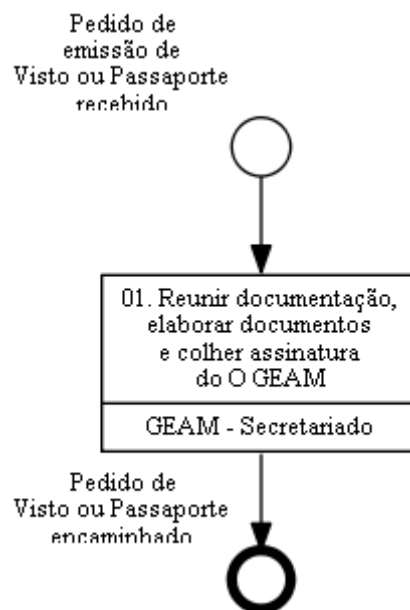 Pedido de
emissão de
Visto ou Passaporte
recebido
01. Reunir documentação,
elaborar documentos
e colher assinatura
do O GEAM
GEAM - Secretariado
Pedido de
Visto ou Passaporte
encaminhado